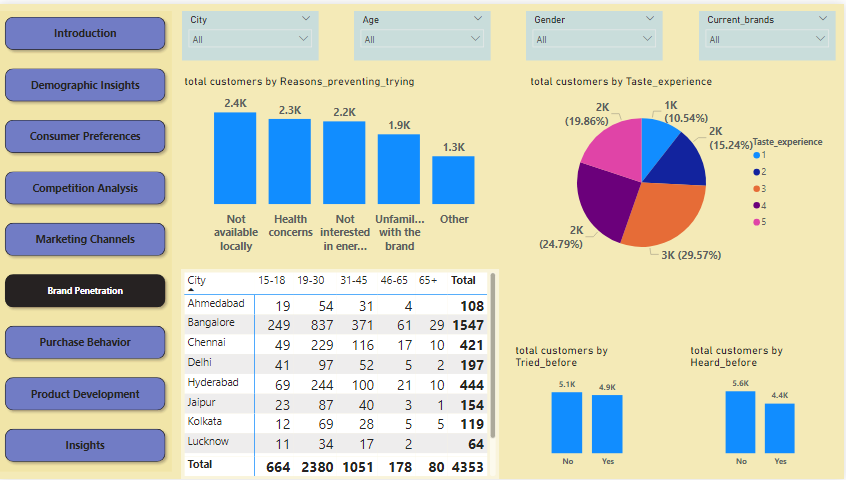 Introduction
Demographic Insights
Consumer Preferences
Competition Analysis
Marketing Channels
Brand Penetration
Purchase Behavior
Product Development
Insights
City
All
Age
All
Gender
All
Current_brands
All
total customers by Reasons_preventing_trying
2.4K
2.3K
2.2K
1.9K
1.3K
Not
available
locally
Health
concerns
Not
interested
in ener...
Unfamil...
with the
brand
Other
total customers by Taste_experience
1K
(10.54%)
2K
(15.24%)
3K (29.57%)
2K
(24.79%)
2K
(19.86%)
Taste_experience
1
2
3
4
5
City 15-18 19-30 31-45 46-65 65+ Total
Ahmedabad 19 54 31 4 108
Bangalore 249 837 371 61 29 1547
Chennai 49 229 116 17 10 421
Delhi 41 97 52 5 2 197
Hyderabad 69 244 100 21 10 444
Jaipur 23 87 40 3 1 154
Kolkata 12 69 28 5 5 119
Lucknow 11 34 17 2 64
Total 664 2380 1051 178 80 4353
total customers by
Tried_before
5.1K
4.9K
No
Yes
total customers by
Heard_before
5.6K
4.4K
No
Yes